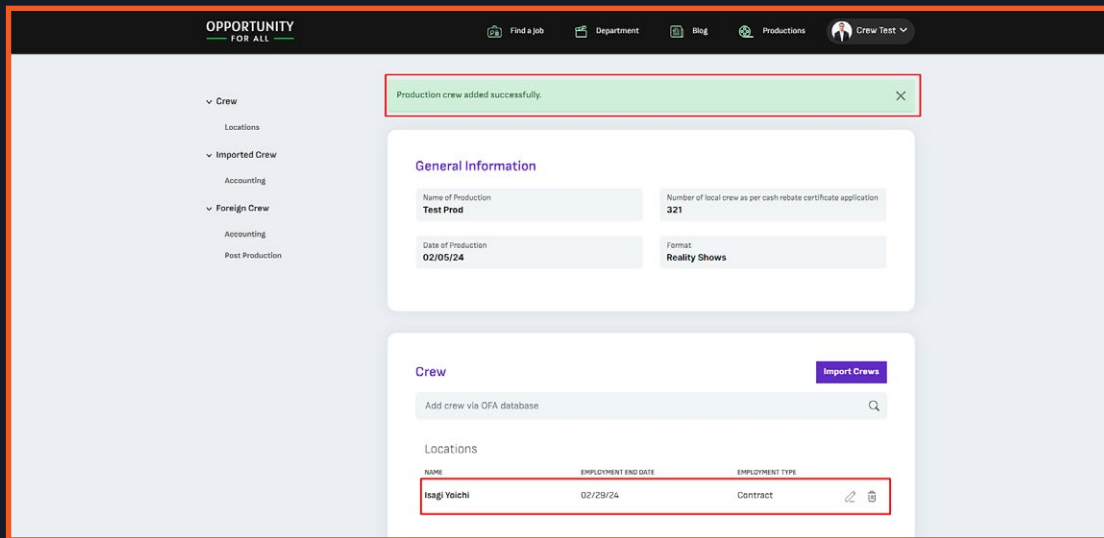 OPPORTUNITY
FOR ALL
Find a Job
Department
Blog
Productions
Crew Test
Crew
Locations
Imported Crew
Accounting
Foreign Crew
Accounting
Post Production
Production crew added successfully.
General Information
Name of Production
Test Prod
Number of local crew as per cash rebate certificate application
321
Date of Production
02/05/24
Format
Reality Shows
Crew
Import Crews
Add crew via OFA database
Locations
NAME EMPLOYMENT END DATE EMPLOYMENT TYPE
Isagi Yoichi 02/29/24 Contract